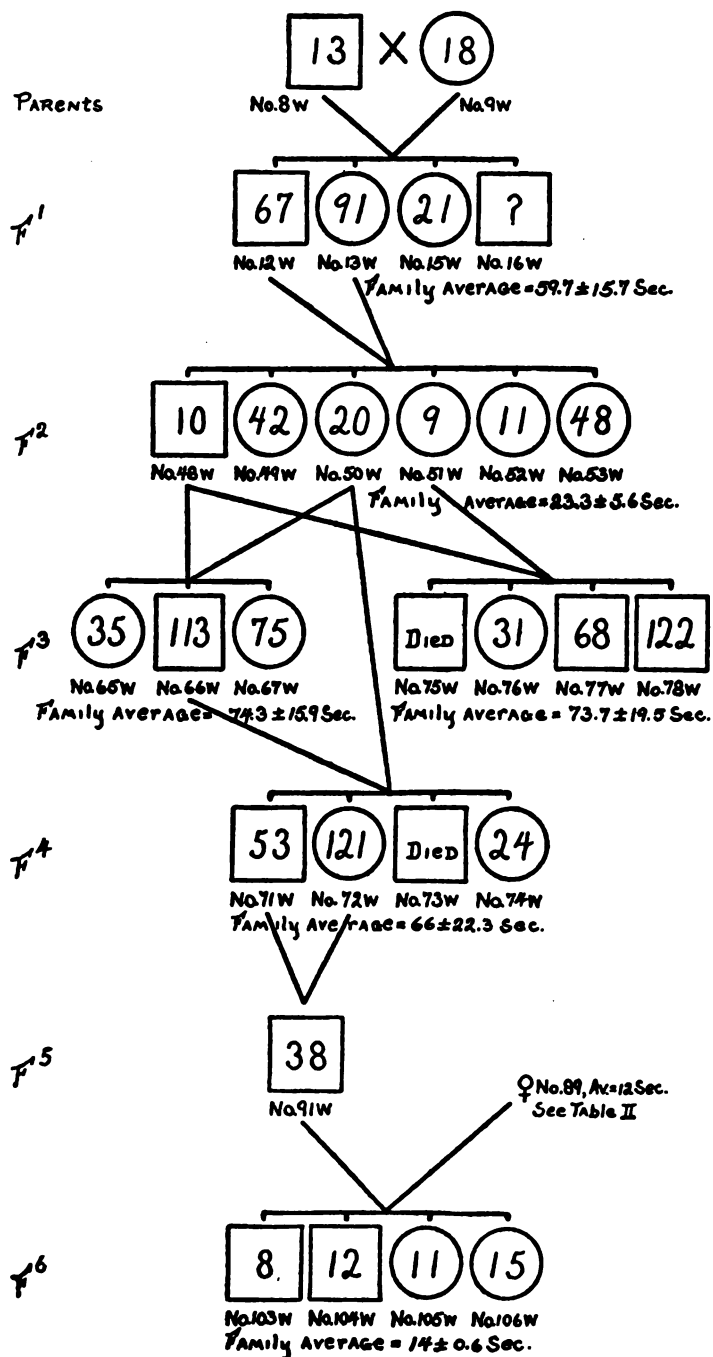 13 X 18
PARENTS No.8W No.9W
67 91 21 ?
F1
No.12W No.13W No.15W No.16W
FAMILY AVERAGE=59.7±15.7 Sec.
10 42 20 9 11 48
F2
No.48W No.49W No.50W No.51W No.52W No.53W
FAMILY AVERAGE=23.3±5.6 Sec.
35 113 75 DIED 31 68 122
F3
No.65W No.66W No.67W No.75W No.76W No.77W No.78W
FAMILY AVERAGE= 74.3±15.9 Sec. FAMILY AVERAGE= 73.7±19.5 Sec.
53 121 DIED 24
F4
No.71W No.72W No.73W No.74W
FAMILY AVERAGE=66±22.3 Sec.
38
F5
No.91W
♀ No.89, Av.=12 Sec.
See Table II
8. 12 11 15
F6
No.103W No.104W No.105W No.106W
FAMILY AVERAGE = 14±0.6 Sec.